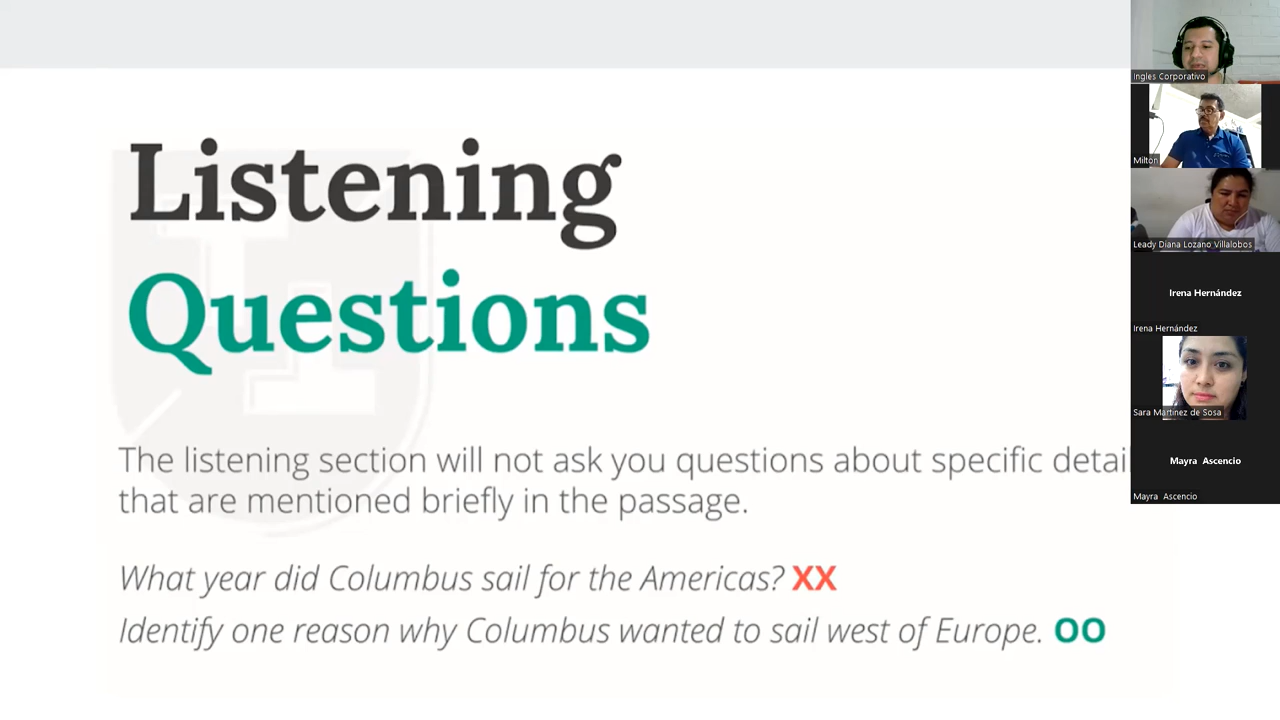 Listening
Questions
The listening section will not ask you questions about specific detai
that are mentioned briefly in the passage.
What year did Columbus sail for the Americas? XX
Identify one reason why Columbus wanted to sail west of Europe. OO
Ingles Corporativo
Milton
Leady Diana Lozano Villalobos
Irena Hernández
Irena Hernández
Sara Martinez de Sosa
Mayra Ascencio
Mayra Ascencio